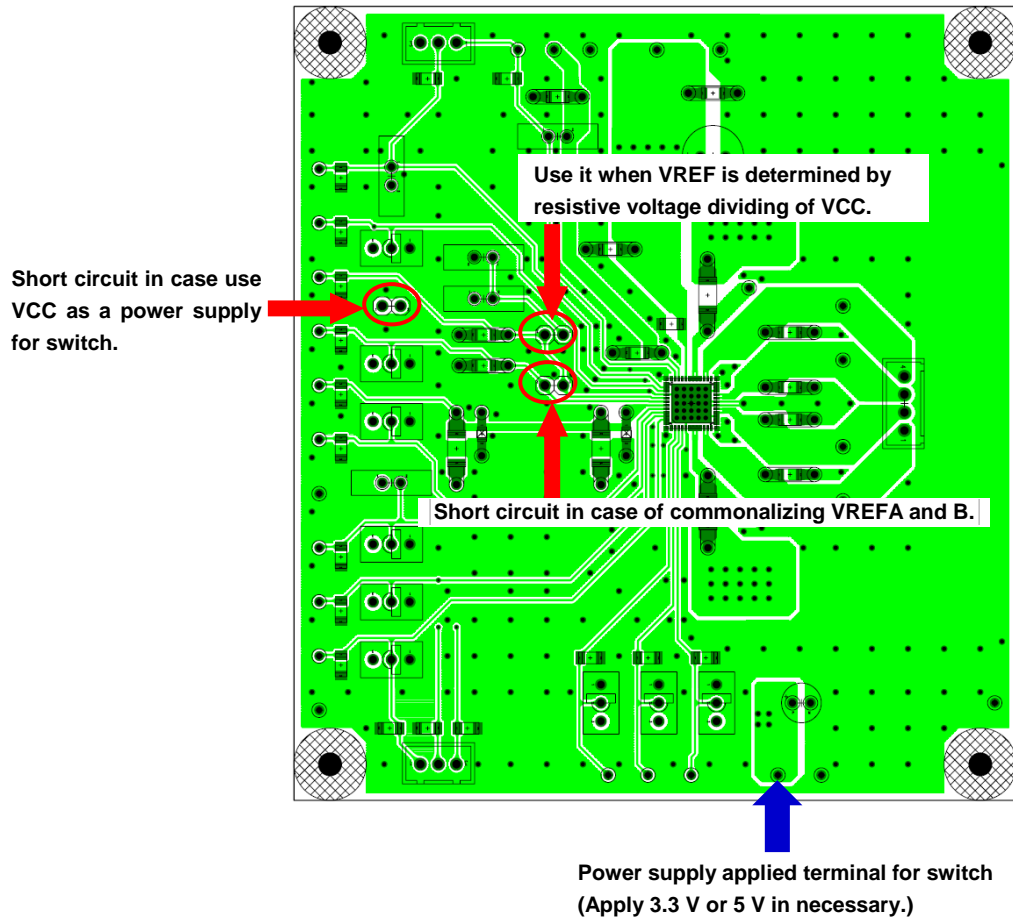 Use it when VREF is determined by
resistive voltage dividing of VCC.
Short circuit in case use
VCC as a power supply
for switch.
Short circuit in case of commonalizing VREFA and B.
Power supply applied terminal for switch
(Apply 3.3 V or 5 V in necessary.)